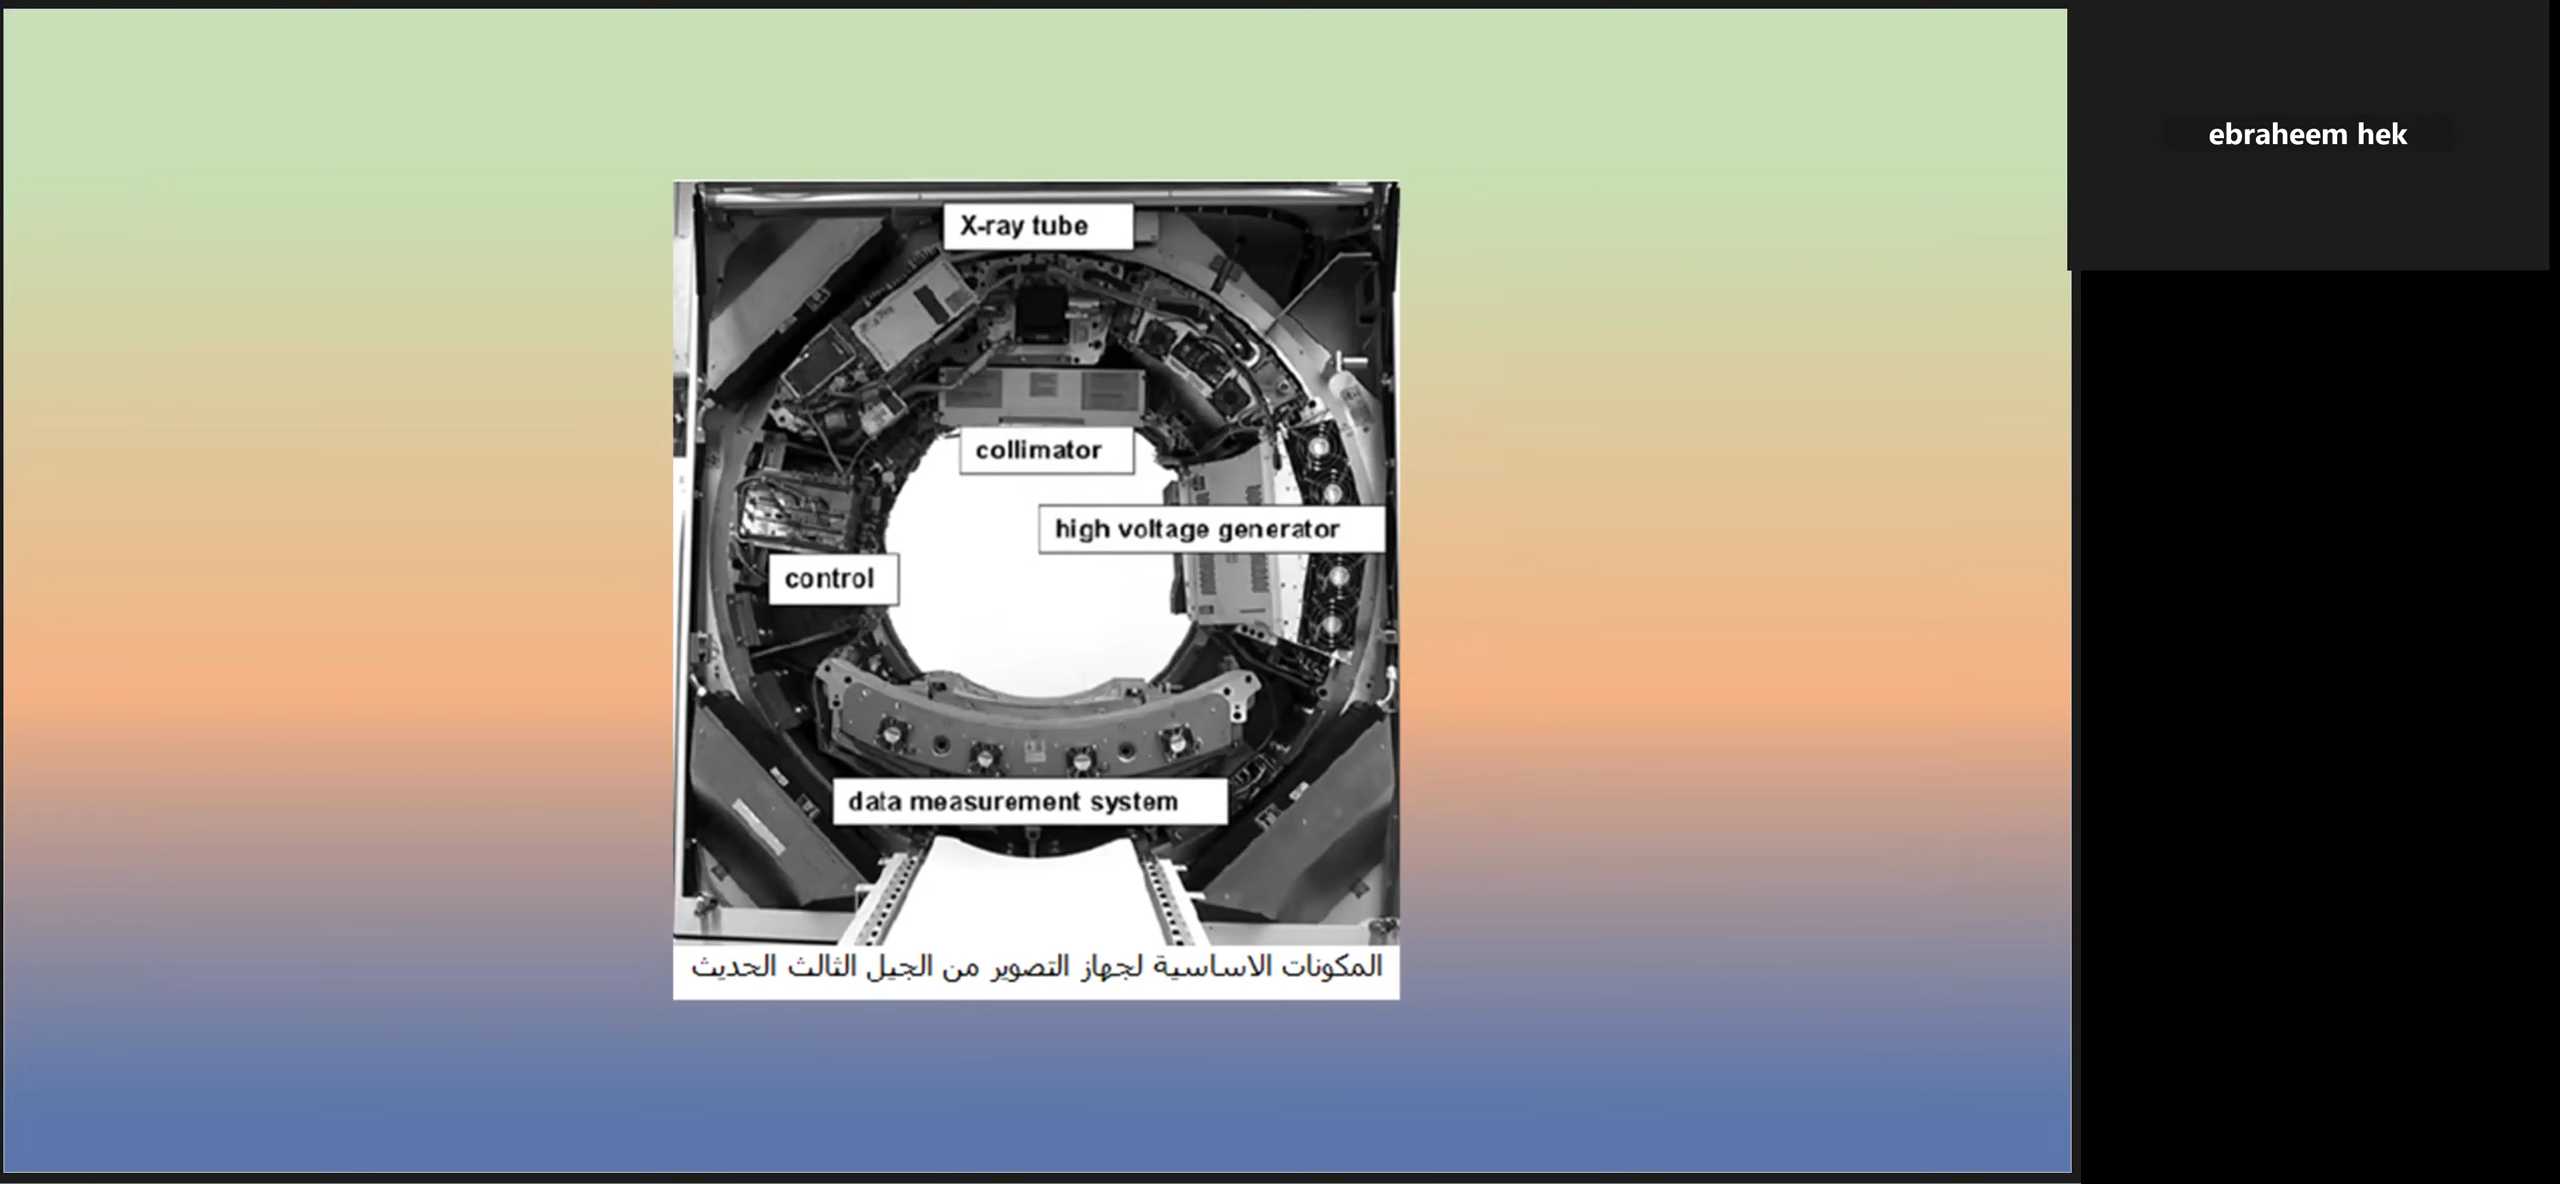 ebraheem hek
X-ray tube
collimator
high voltage generator
control
data measurement system
المكونات الاساسية لجهاز التصوير من الجيل الثالث الحديث